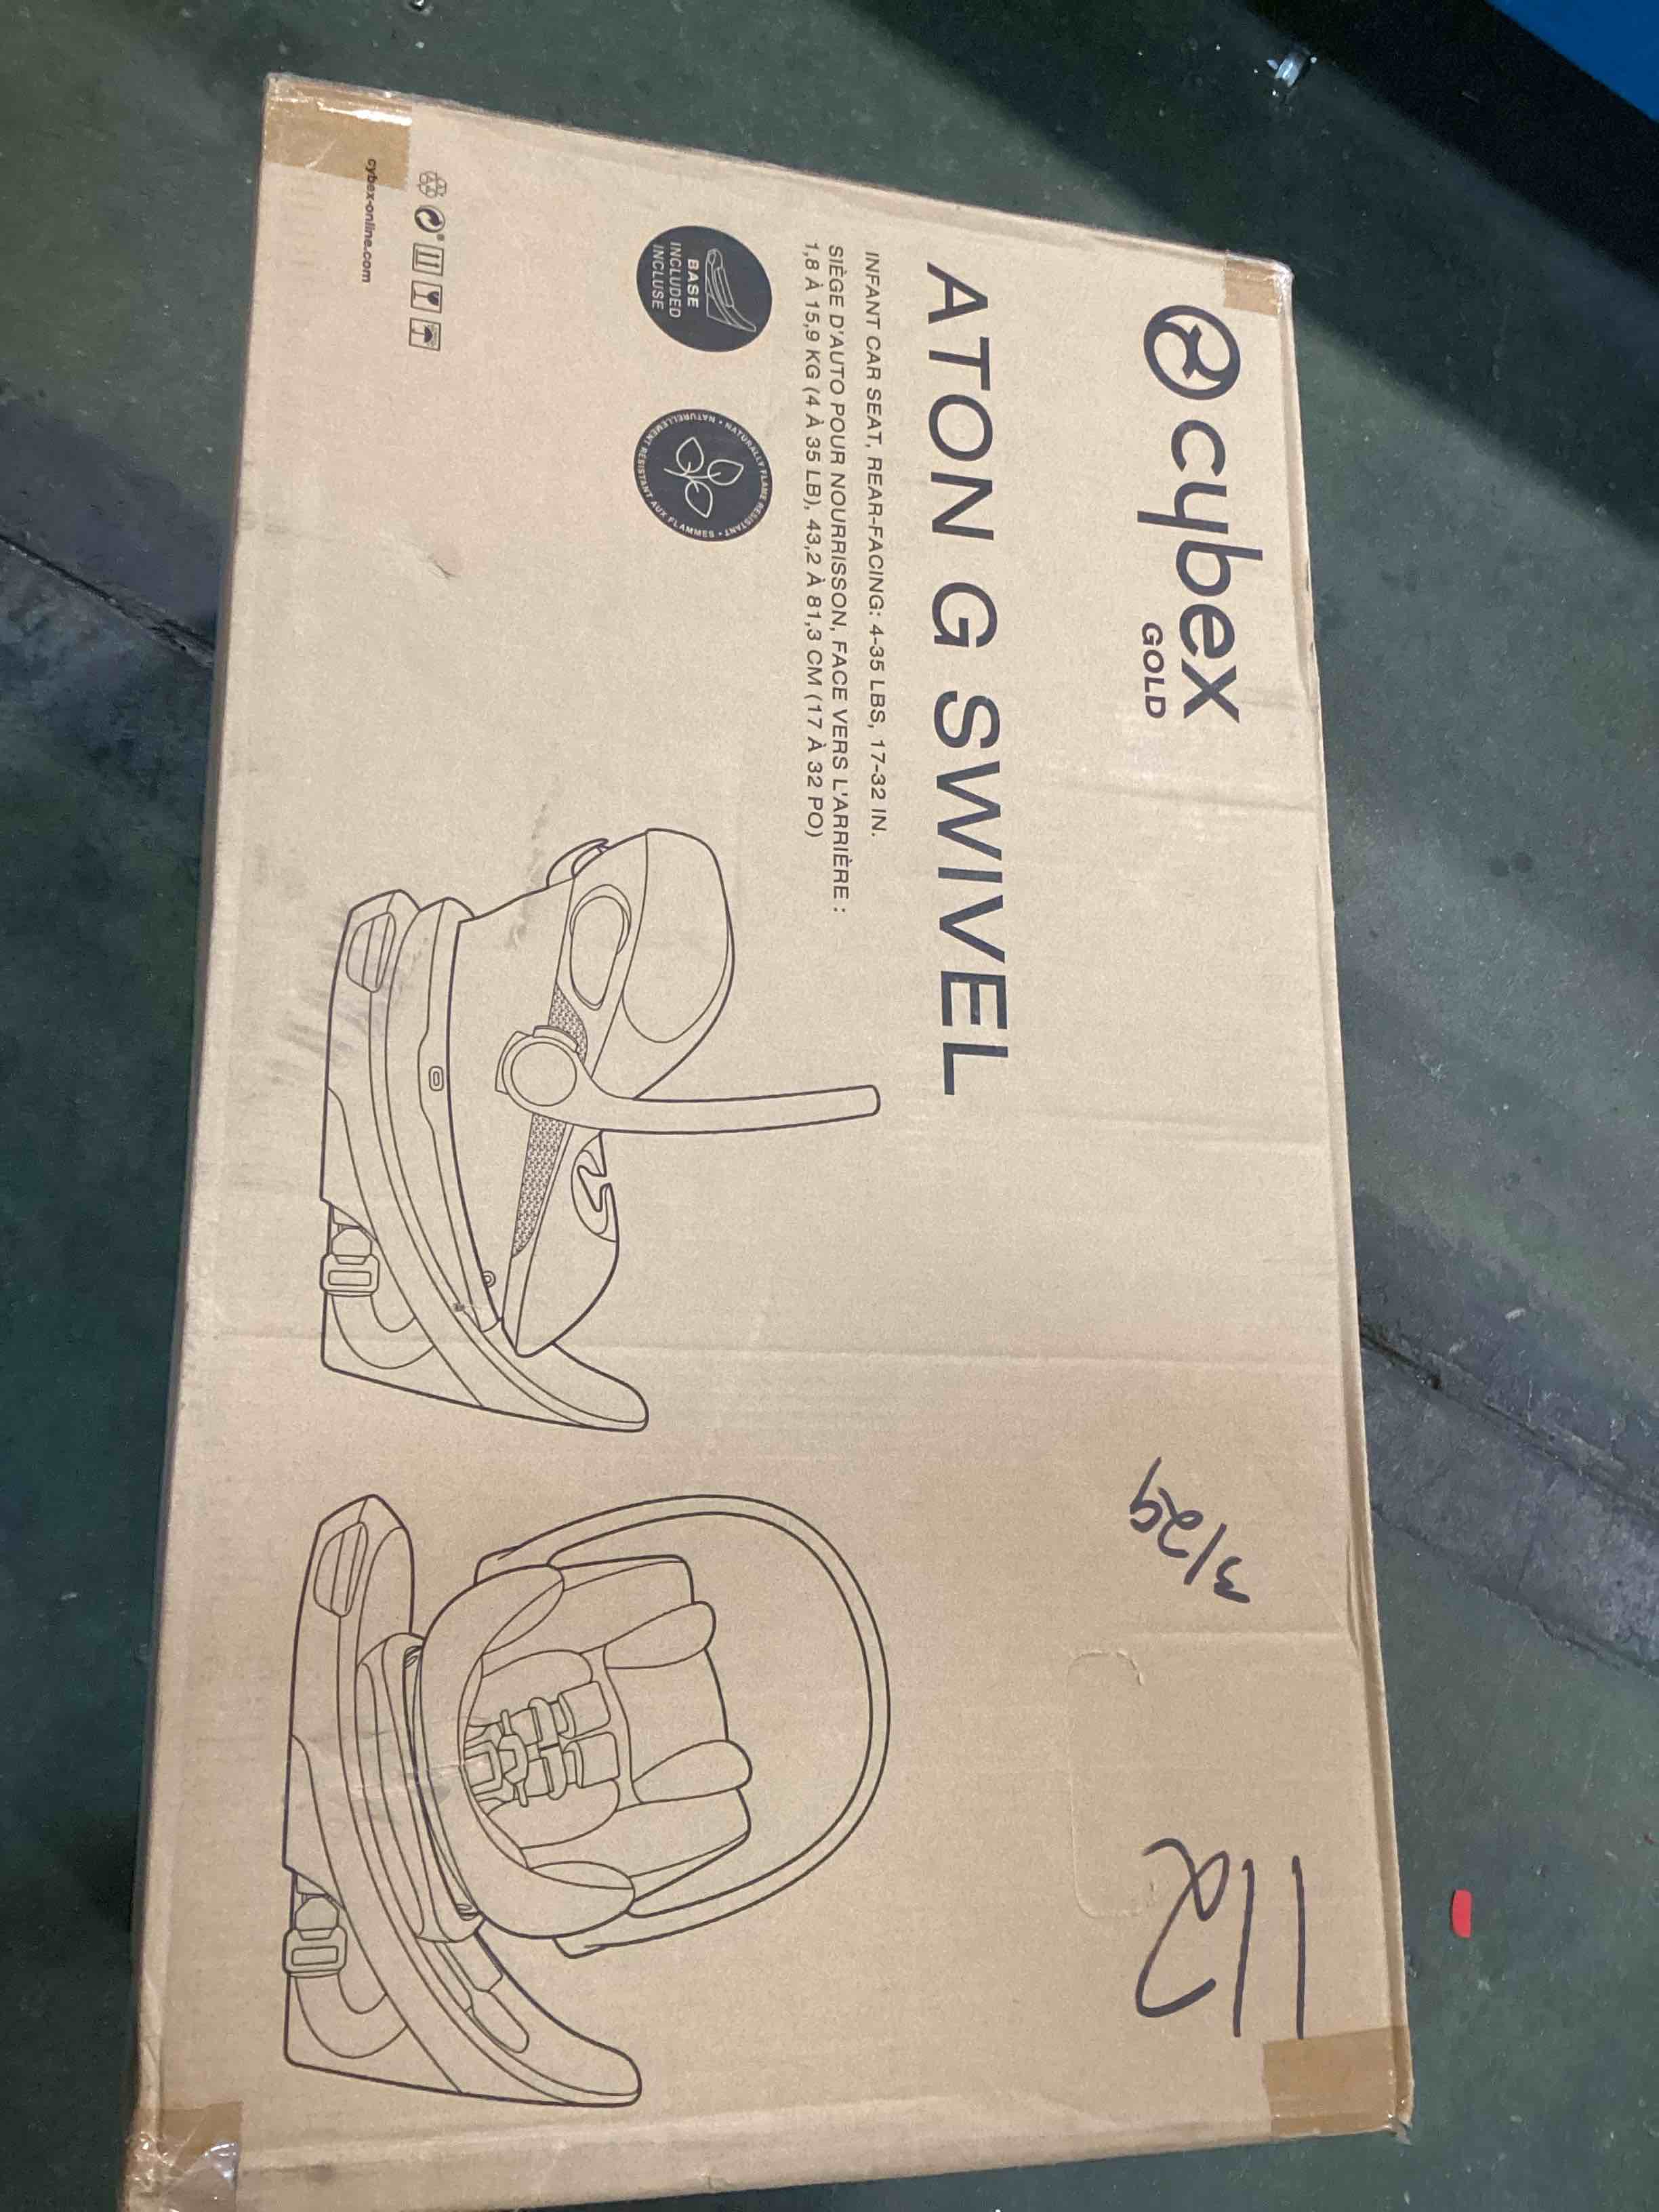 cybex
GOLD
ATON G SWIVEL
INFANT CAR SEAT, REAR-FACING: 4-35 LBS, 17-32 IN.
SIÈGE D'AUTO POUR NOURRISSON, FACE VERS L'ARRIÈRE :
1,8 À 15,9 KG (4 À 35 LB), 43,2 À 81,3 CM (17 À 32 PO)
BASE
INCLUDED
INCLUSE
NATURALLY FLAME RESISTANT • NATURELLEMENT RÉSISTANT AUX FLAMMES •
cybex-online.com
3/29